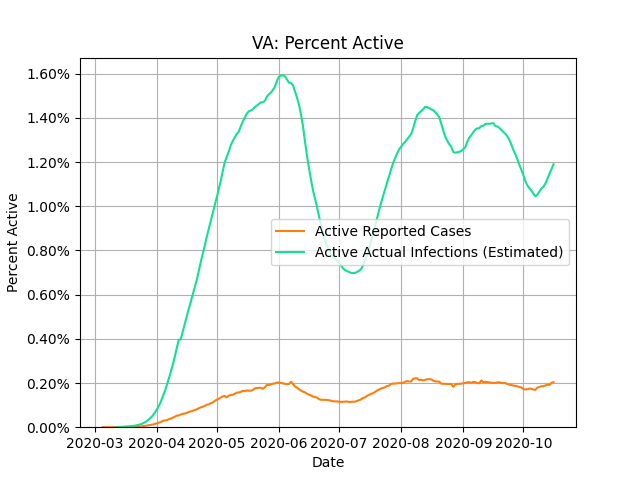 VA: Percent Active
1.60%
1.40%
1.20%
1.00%
0.80%
0.60%
0.40%
0.20%
0.00%
Percent Active
Active Reported Cases
Active Actual Infections (Estimated)
2020-03 2020-04 2020-05 2020-06 2020-07 2020-08 2020-09 2020-10
Date